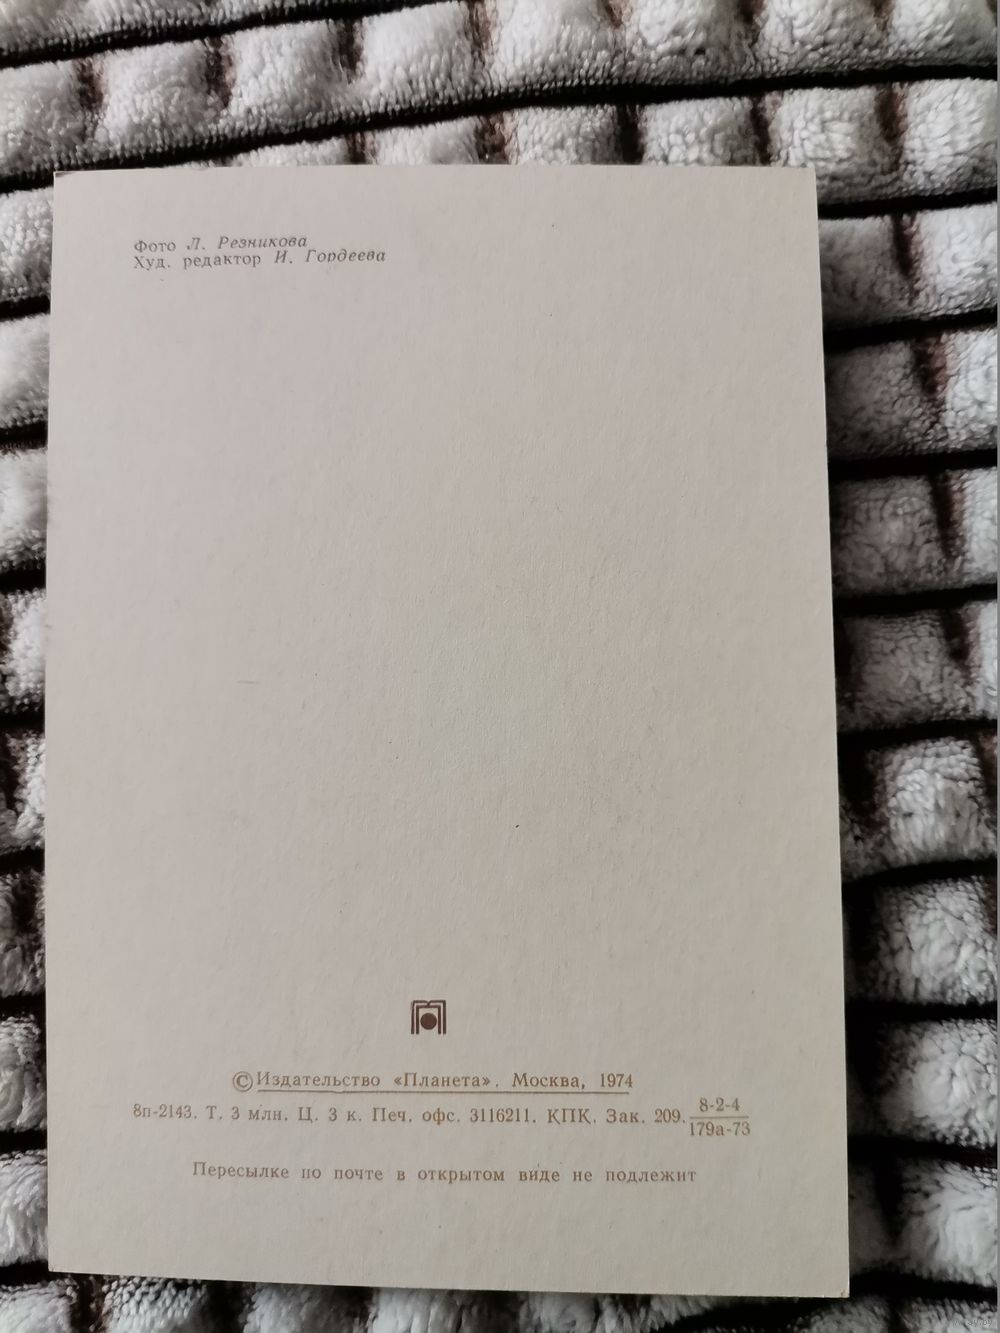 Фото Л. Резникова
Худ. редактор И. Гордеева
© Издательство «Планета». Москва, 1974
8п-2143. Т. 3 млн. Ц. 3 к. Печ. офс. 3116211. КПК. Зак. 209. 8-2-4
179а-73
Пересылке по почте в открытом виде не подлежит